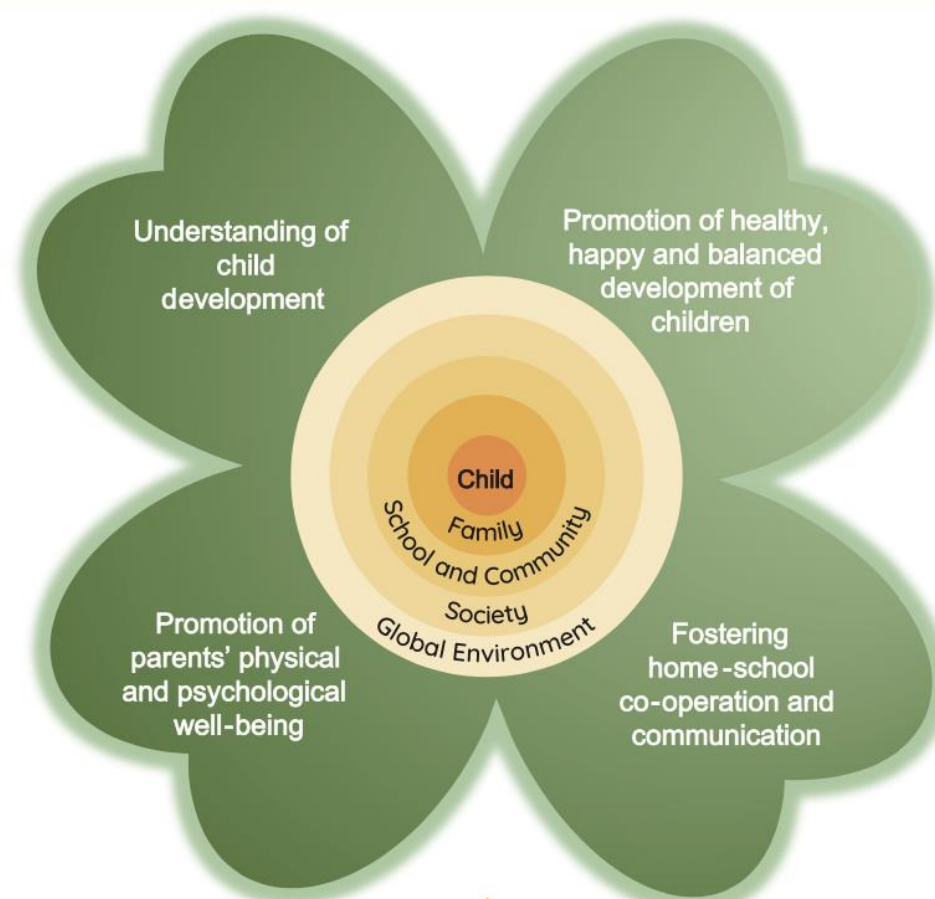 Understanding of
child
development
Promotion of healthy,
happy and balanced
development of
children
Child
Family
School and Community
Society
Global Environment
Promotion of
parents’ physical
and psychological
well-being
Fostering
home-school
co-operation and
communication